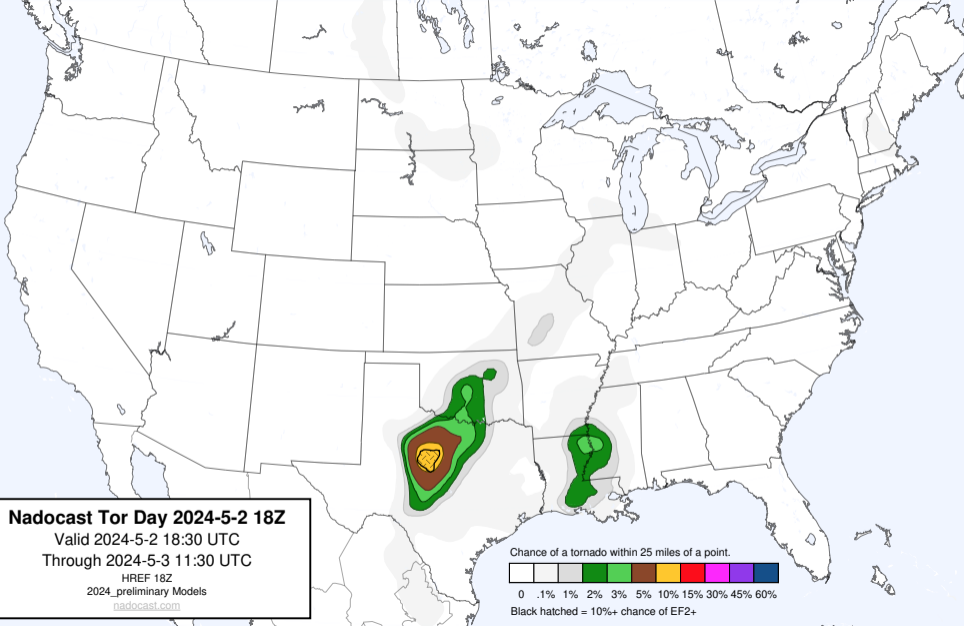 Nadocast Tor Day 2024-5-2 18Z
Valid 2024-5-2 18:30 UTC
Through 2024-5-3 11:30 UTC
HREF 18Z
2024_preliminary Models
nadocast.com
Chance of a tornado within 25 miles of a point.
0 .1% 1% 2% 3% 5% 10% 15% 30% 45% 60%
Black hatched = 10%+ chance of EF2+